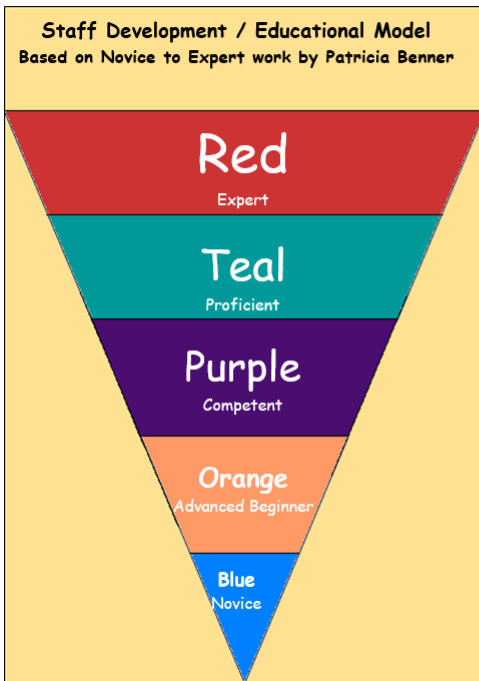 Staff Development / Educational Model
Based on Novice to Expert work by Patricia Benner
Red
Expert
Teal
Proficient
Purple
Competent
Orange
Advanced Beginner
Blue
Novice